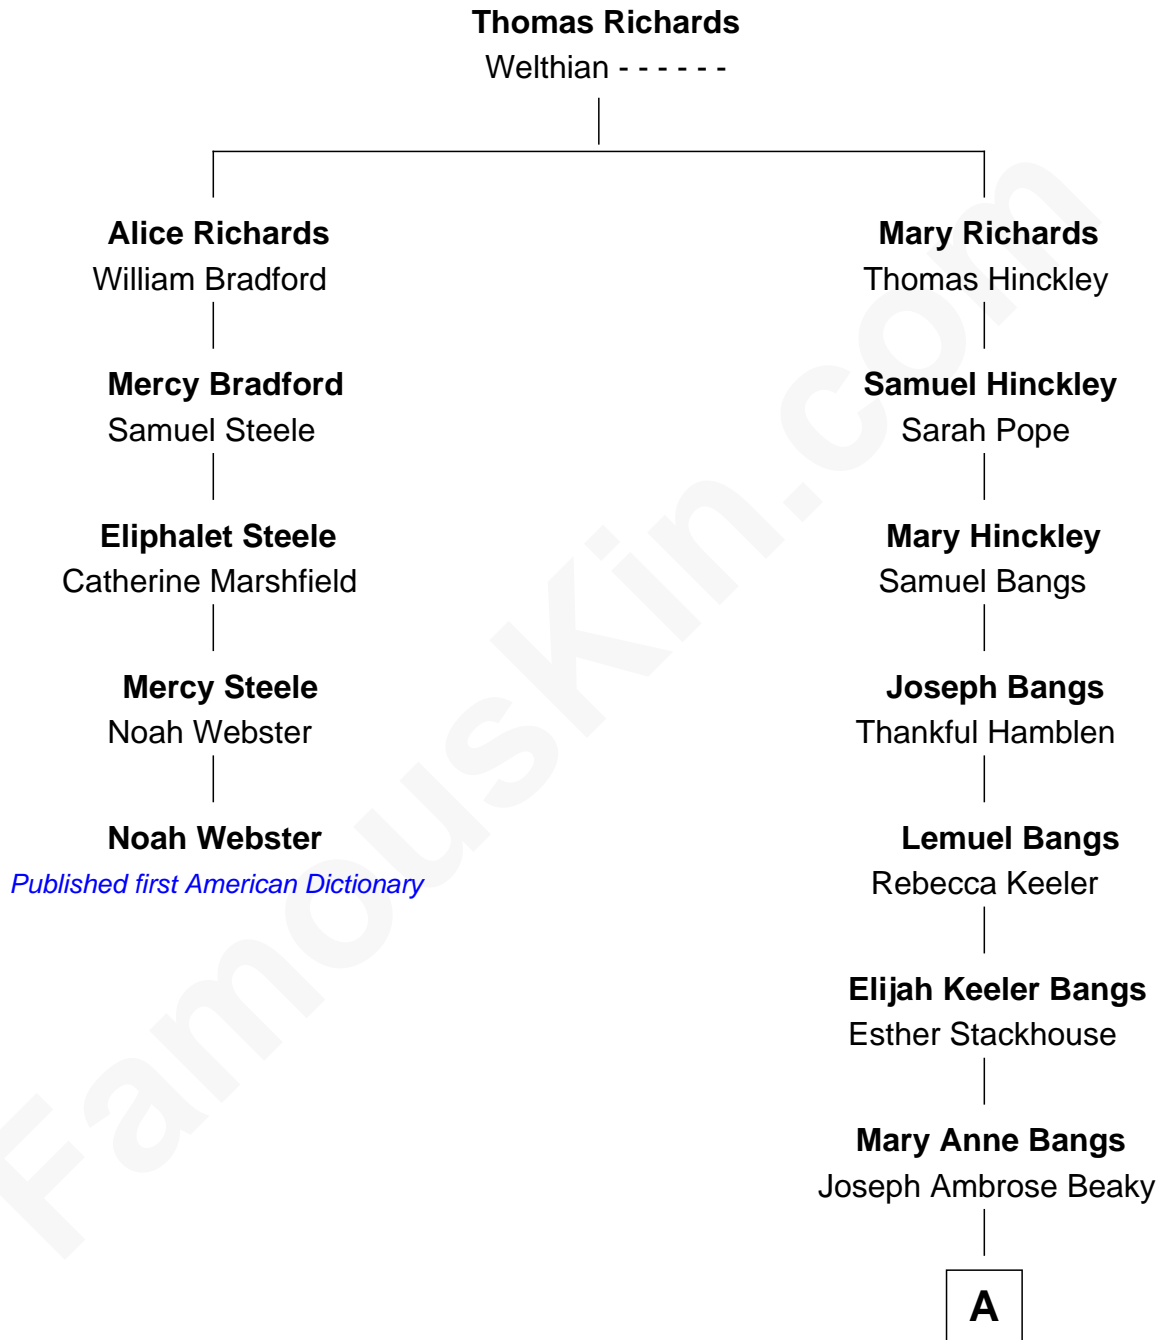 Thomas Richards
Welthian - - - - - -
Alice Richards
William Bradford
Mercy Bradford
Samuel Steele
Eliphalet Steele
Catherine Marshfield
Mercy Steele
Noah Webster
Noah Webster
Published first American Dictionary
Mary Richards
Thomas Hinckley
Samuel Hinckley
Sarah Pope
Mary Hinckley
Samuel Bangs
Joseph Bangs
Thankful Hamblen
Lemuel Bangs
Rebecca Keeler
Elijah Keeler Bangs
Esther Stackhouse
Mary Anne Bangs
Joseph Ambrose Beaky
A
FamousKin.com